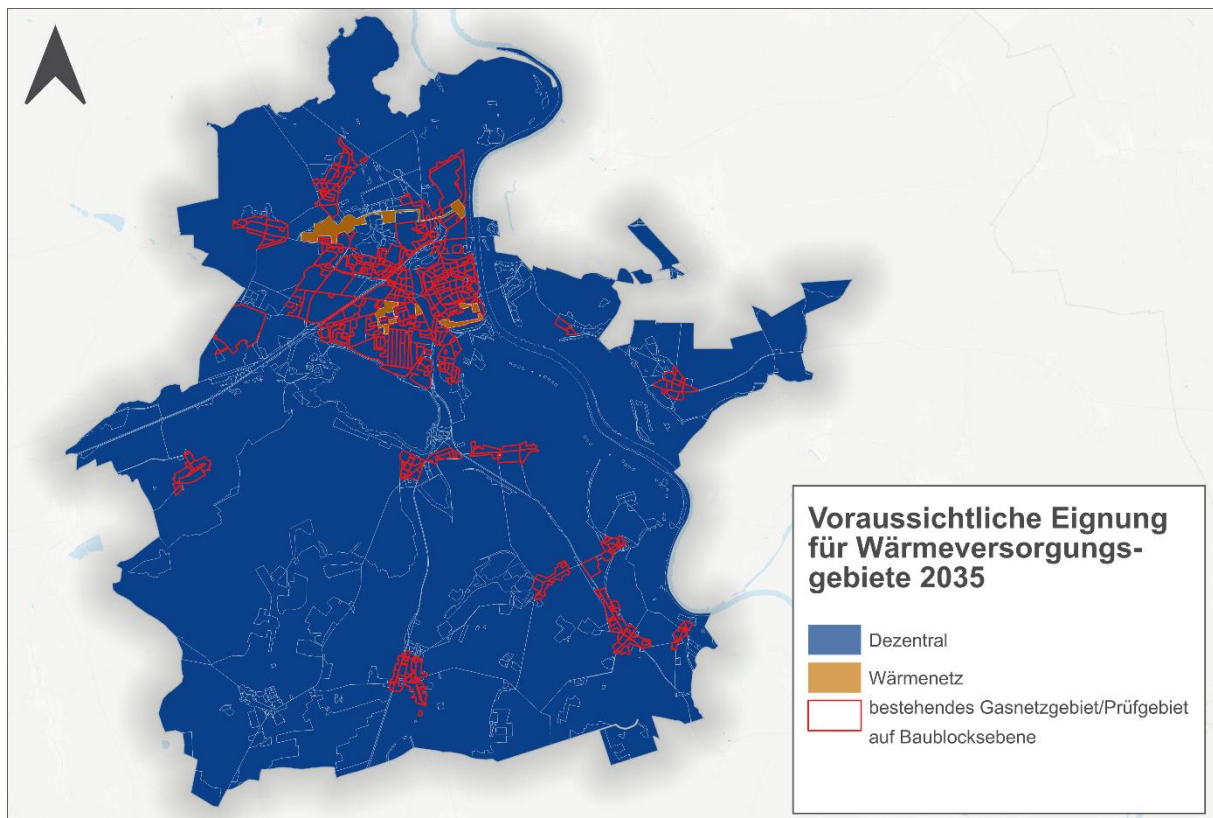 Voraussichtliche Eignung
für Wärmeversorgungs-
gebiete 2035
Dezentral
Wärmenetz
bestehendes Gasnetzgebiet/Prüfgebiet
auf Baublocksebene